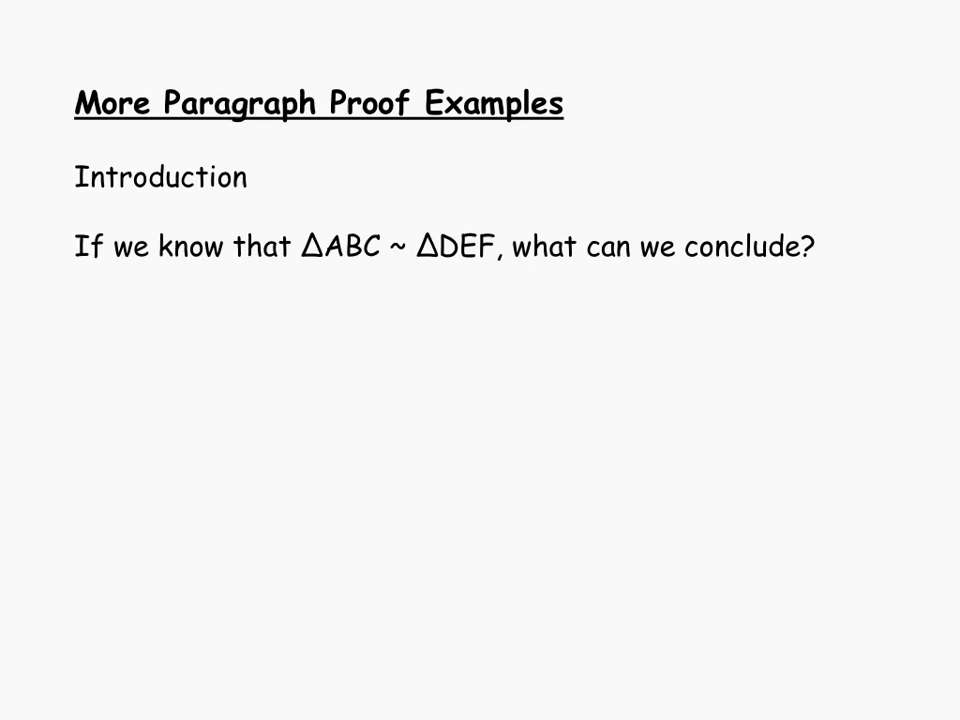 More Paragraph Proof Examples
Introduction
If we know that ΔABC ~ ΔDEF, what can we conclude?